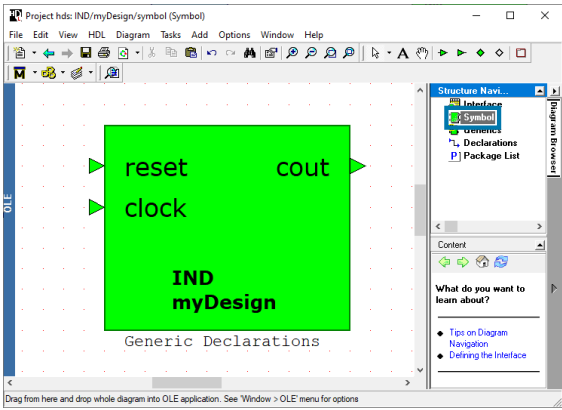 Project hds: IND/myDesign/symbol (Symbol)
File Edit View HDL Diagram Tasks Add Options Window Help
A
M
OLE
reset cout
clock
IND
myDesign
Generic Declarations
Structure Navi...
Interface
Symbol
Generics
Declarations
P Package List
Diagram Browser
Content
What do you want to
learn about?
Tips on Diagram
Navigation
Defining the Interface
Drag from here and drop whole diagram into OLE application. See 'Window > OLE' menu for options